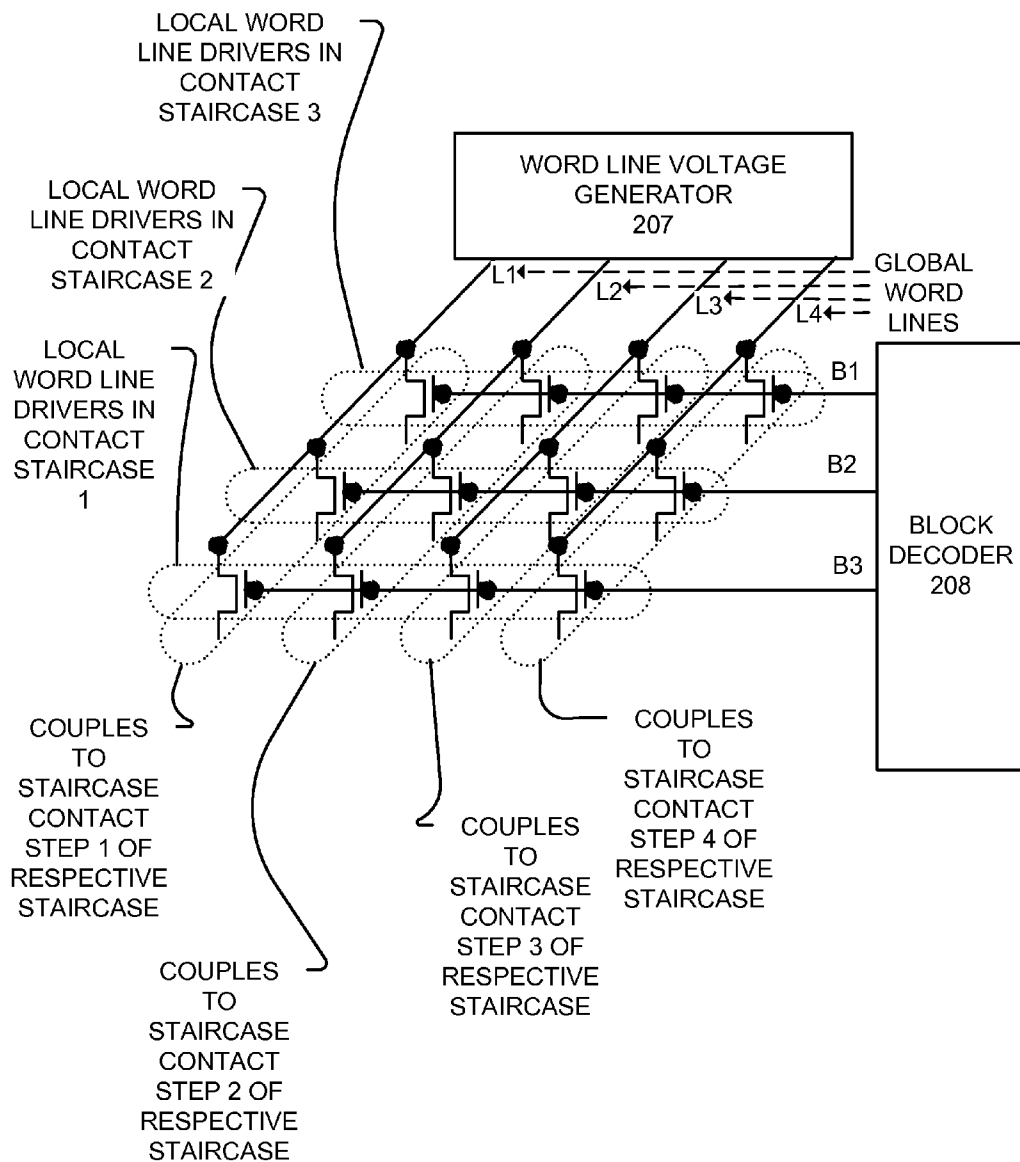 LOCAL WORD
LINE DRIVERS IN
CONTACT
STAIRCASE 3
WORD LINE VOLTAGE
GENERATOR
207
LOCAL WORD
LINE DRIVERS IN
CONTACT
STAIRCASE 2
L1
L2
L3
L4
GLOBAL
WORD
LINES
LOCAL
WORD LINE
DRIVERS IN
CONTACT
STAIRCASE
1
B1
B2
B3
BLOCK
DECODER
208
COUPLES
TO
STAIRCASE
CONTACT
STEP 1 OF
RESPECTIVE
STAIRCASE
COUPLES
TO
STAIRCASE
CONTACT
STEP 2 OF
RESPECTIVE
STAIRCASE
COUPLES
TO
STAIRCASE
CONTACT
STEP 3 OF
RESPECTIVE
STAIRCASE
COUPLES
TO
STAIRCASE
CONTACT
STEP 4 OF
RESPECTIVE
STAIRCASE